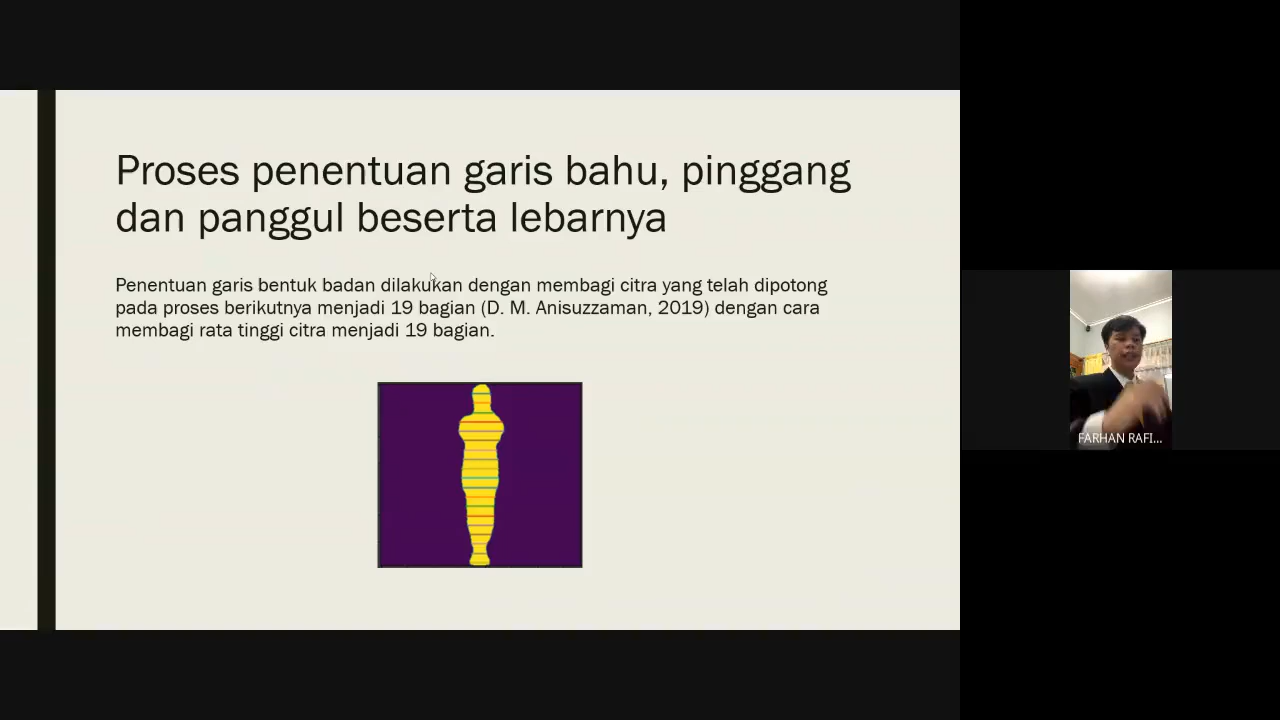 Proses penentuan garis bahu, pinggang
dan panggul beserta lebarnya
Penentuan garis bentuk badan dilakukan dengan membagi citra yang telah dipotong
pada proses berikutnya menjadi 19 bagian (D. M. Anisuzzaman, 2019) dengan cara
membagi rata tinggi citra menjadi 19 bagian.
FARHAN RAFI...